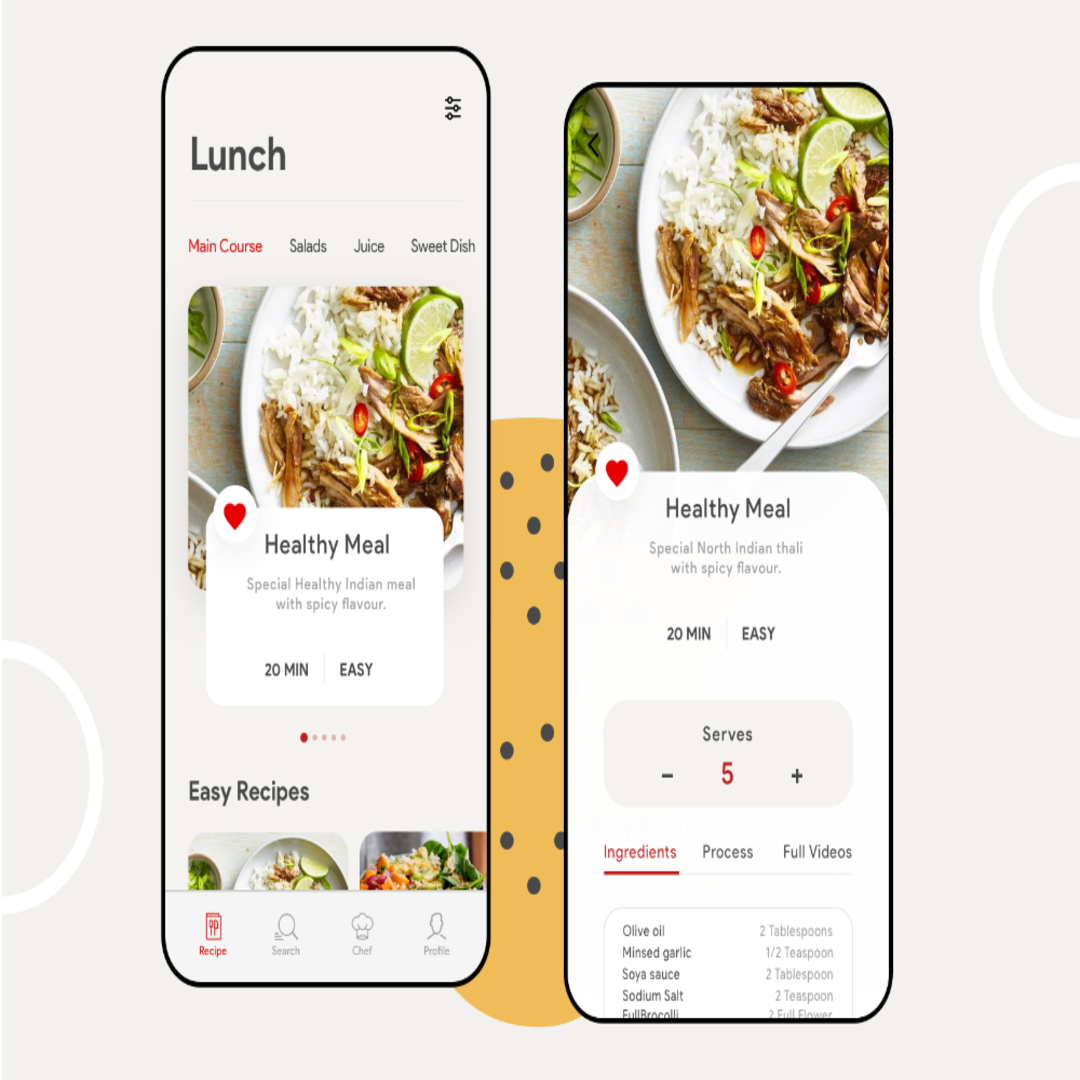 Lunch
Main Course Salads Juice Sweet Dish
Healthy Meal
Special Healthy Indian meal
with spicy flavour.
20 MIN EASY
Easy Recipes
Recipe Search Chef Profile
Healthy Meal
Special North Indian thali
with spicy flavour.
20 MIN EASY
Serves
− 5 +
Ingredients Process Full Videos
Olive oil 2 Tablespoons
Minsed garlic 1/2 Teaspoon
Soya sauce 2 Tablespoon
Sodium Salt 2 Teaspoon
FullBrocolli 2 Full Flower